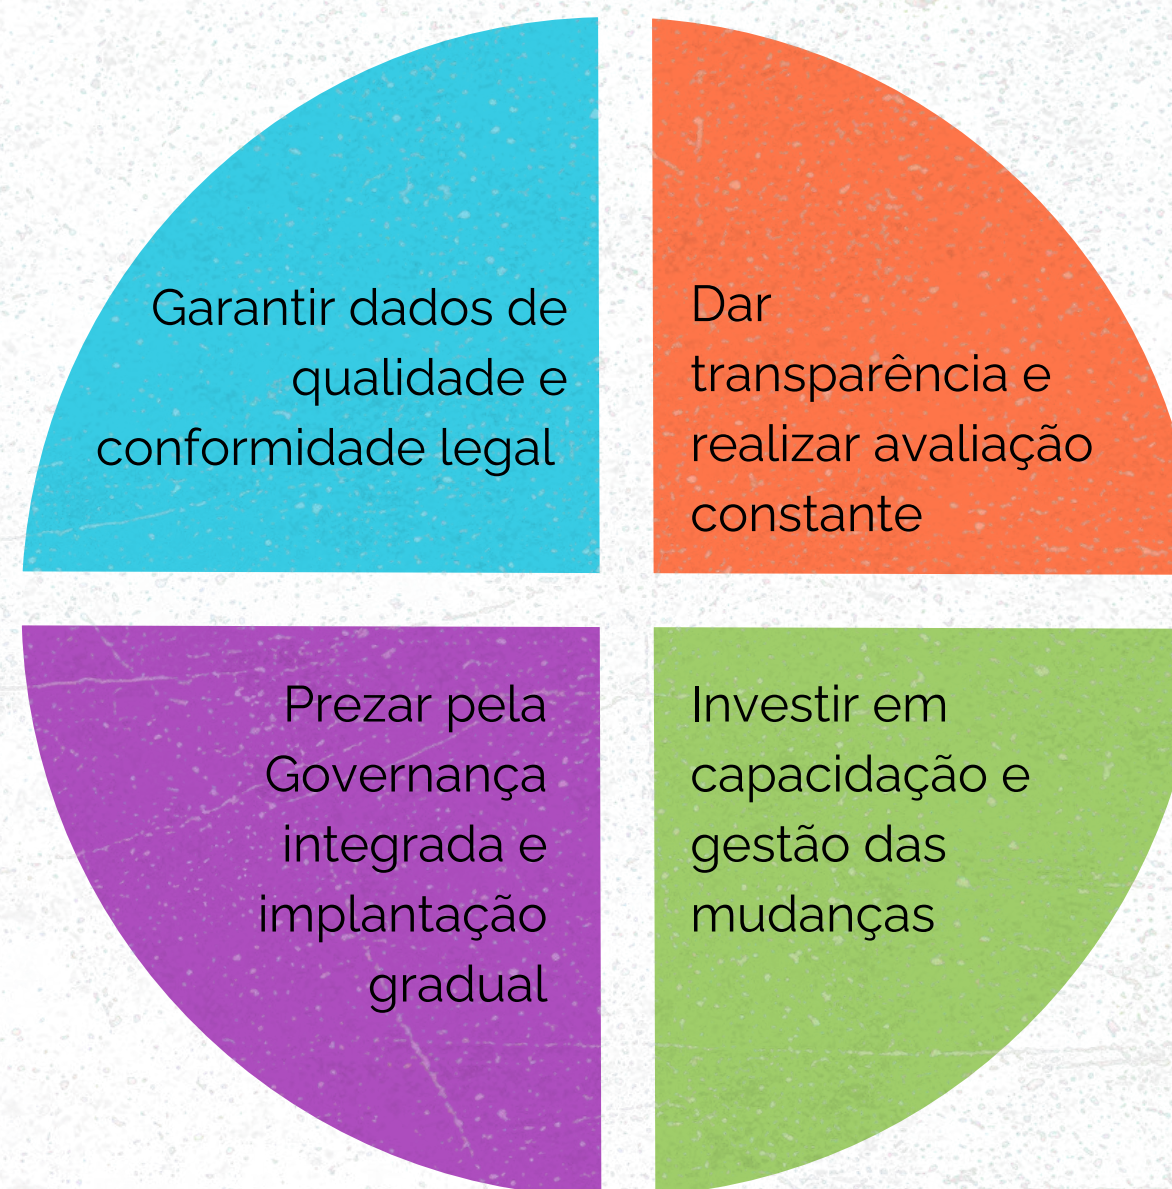 Garantir dados de
qualidade e
conformidade legal
Dar
transparência e
realizar avaliação
constante
Prezar pela
Governança
integrada e
implantação
gradual
Investir em
capacidação e
gestão das
mudanças